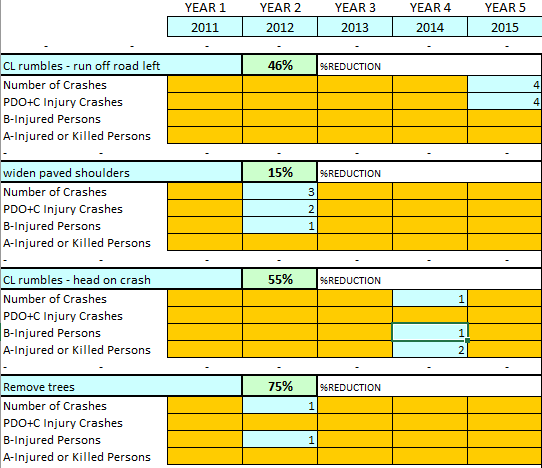 YEAR 1 YEAR 2 YEAR 3 YEAR 4 YEAR 5
2011 2012 2013 2014 2015
- - - - - - -
CL rumbles - run off road left 46% %REDUCTION
Number of Crashes 4
PDO+C Injury Crashes 4
B-Injured Persons
A-Injured or Killed Persons
- - - - - - -
widen paved shoulders 15% %REDUCTION
Number of Crashes 3
PDO+C Injury Crashes 2
B-Injured Persons 1
A-Injured or Killed Persons
- - - - - - -
CL rumbles - head on crash 55% %REDUCTION
Number of Crashes 1
PDO+C Injury Crashes
B-Injured Persons 1
A-Injured or Killed Persons 2
- - - - - - -
Remove trees 75% %REDUCTION
Number of Crashes 1
PDO+C Injury Crashes
B-Injured Persons 1
A-Injured or Killed Persons